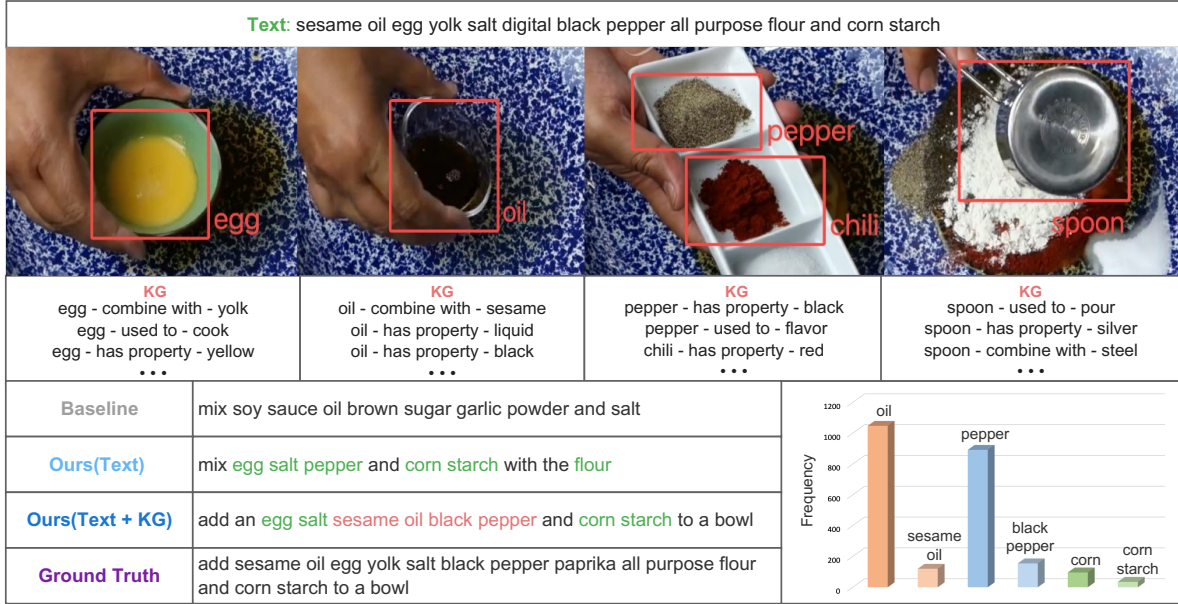 Text: sesame oil egg yolk salt digital black pepper all purpose flour and corn starch
egg
oil
pepper
chili
spoon
KG
egg - combine with - yolk
egg - used to - cook
egg - has property - yellow
• • •
KG
oil - combine with - sesame
oil - has property - liquid
oil - has property - black
• • •
KG
pepper - has property - black
pepper - used to - flavor
chili - has property - red
• • •
KG
spoon - used to - pour
spoon - has property - silver
spoon - combine with - steel
• • •
Baseline
mix soy sauce oil brown sugar garlic powder and salt
Ours(Text)
mix egg salt pepper and corn starch with the flour
Ours(Text + KG)
add an egg salt sesame oil black pepper and corn starch to a bowl
Ground Truth
add sesame oil egg yolk salt black pepper paprika all purpose flour
and corn starch to a bowl
Frequency
1200
1000
800
600
400
200
0
oil
sesame
oil
pepper
black
pepper
corn
corn
starch